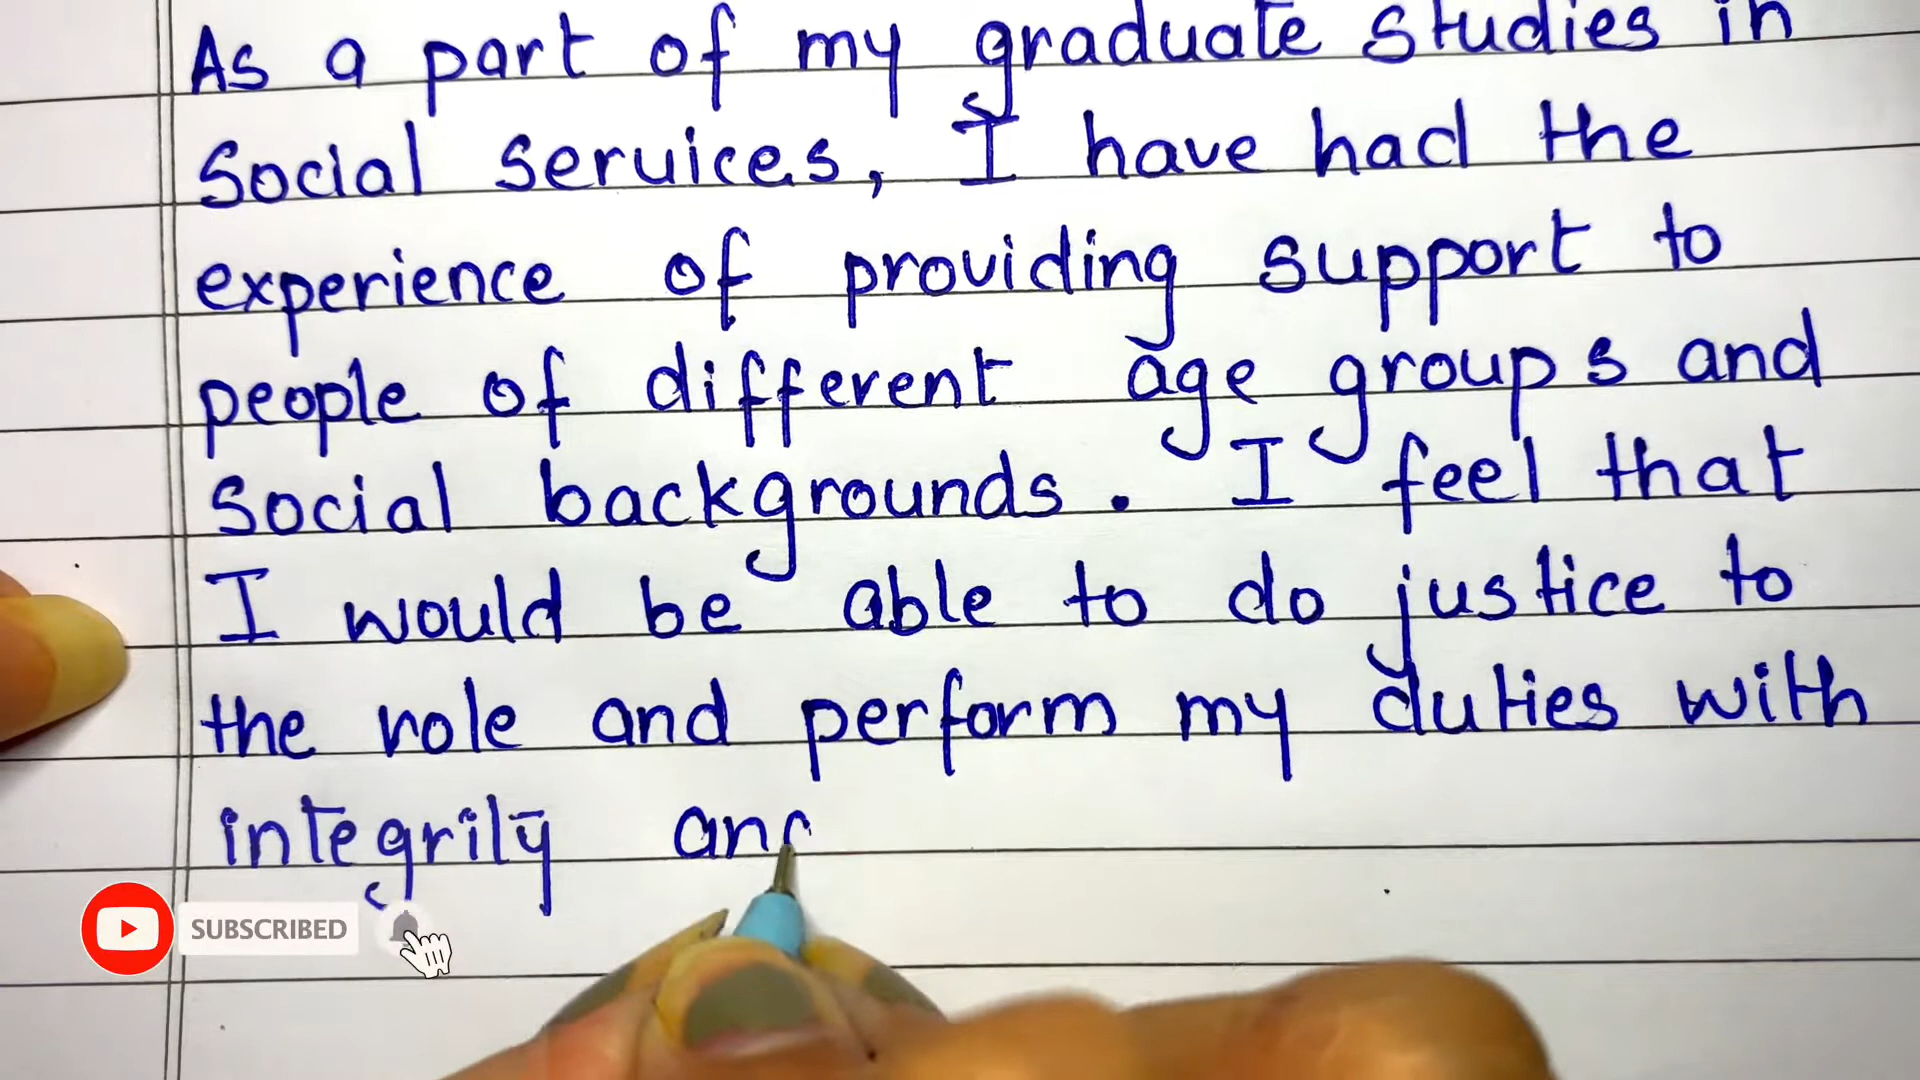 As a part of my graduate studies in
Social services, I have had the
experience of providing support to
people of different age groups and
Social backgrounds. I feel that
I would be able to do justice to
the role and perform my duties with
integrity
SUBSCRIBED